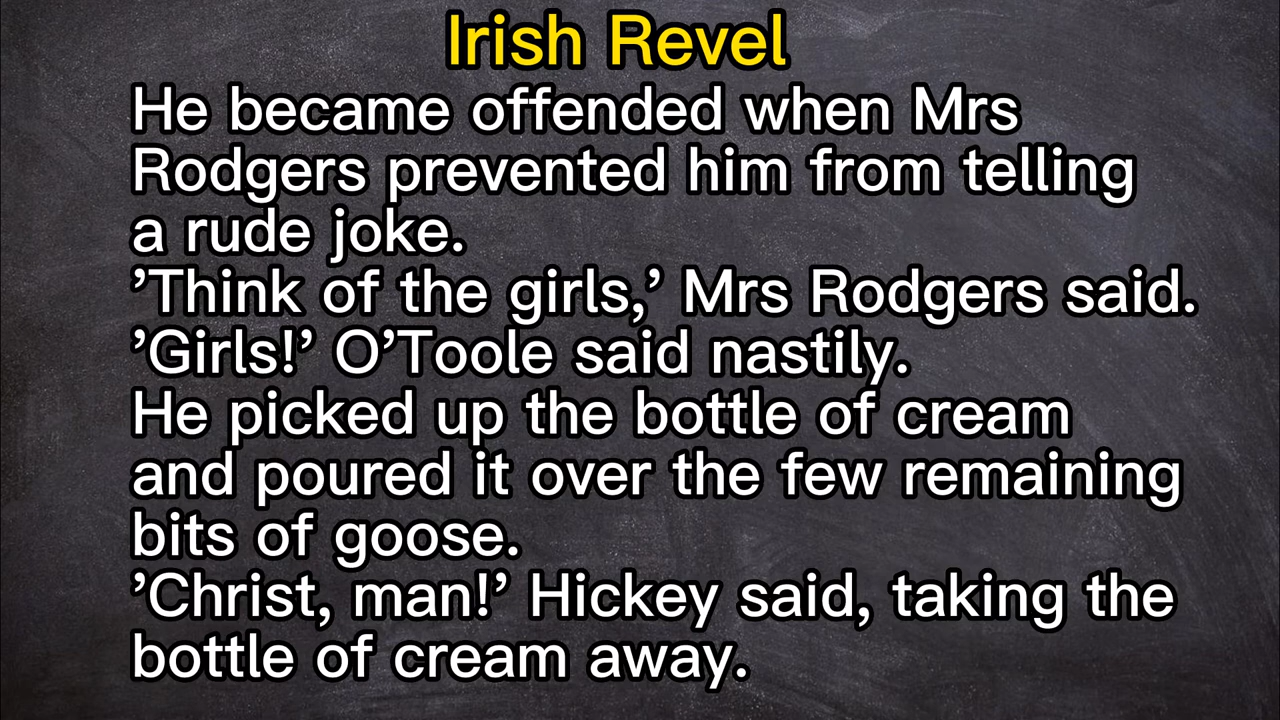 Irish Revel
He became offended when Mrs
Rodgers prevented him from telling
a rude joke.
’Think of the girls,’ Mrs Rodgers said.
’Girls!’ O’Toole said nastily.
He picked up the bottle of cream
and poured it over the few remaining
bits of goose.
’Christ, man!’ Hickey said, taking the
bottle of cream away.